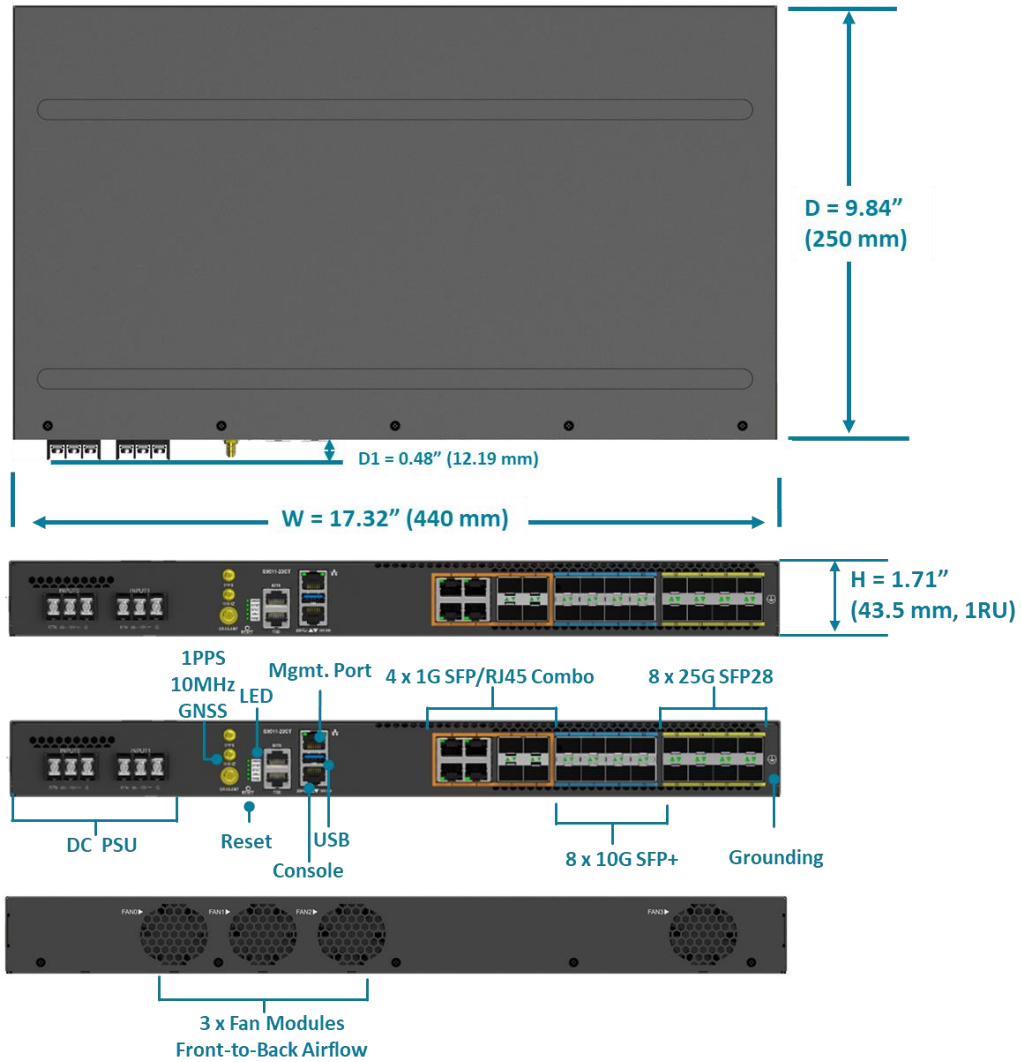 D = 9.84”
(250 mm)
D1 = 0.48” (12.19 mm)
W = 17.32” (440 mm)
H = 1.71”
(43.5 mm, 1RU)
1PPS
10MHz
GNSS
LED
Mgmt. Port
4 x 1G SFP/RJ45 Combo
8 x 25G SFP28
DC PSU
Reset
USB
Console
8 x 10G SFP+
Grounding
FAN0
FAN1
FAN2
FAN3
3 x Fan Modules
Front-to-Back Airflow